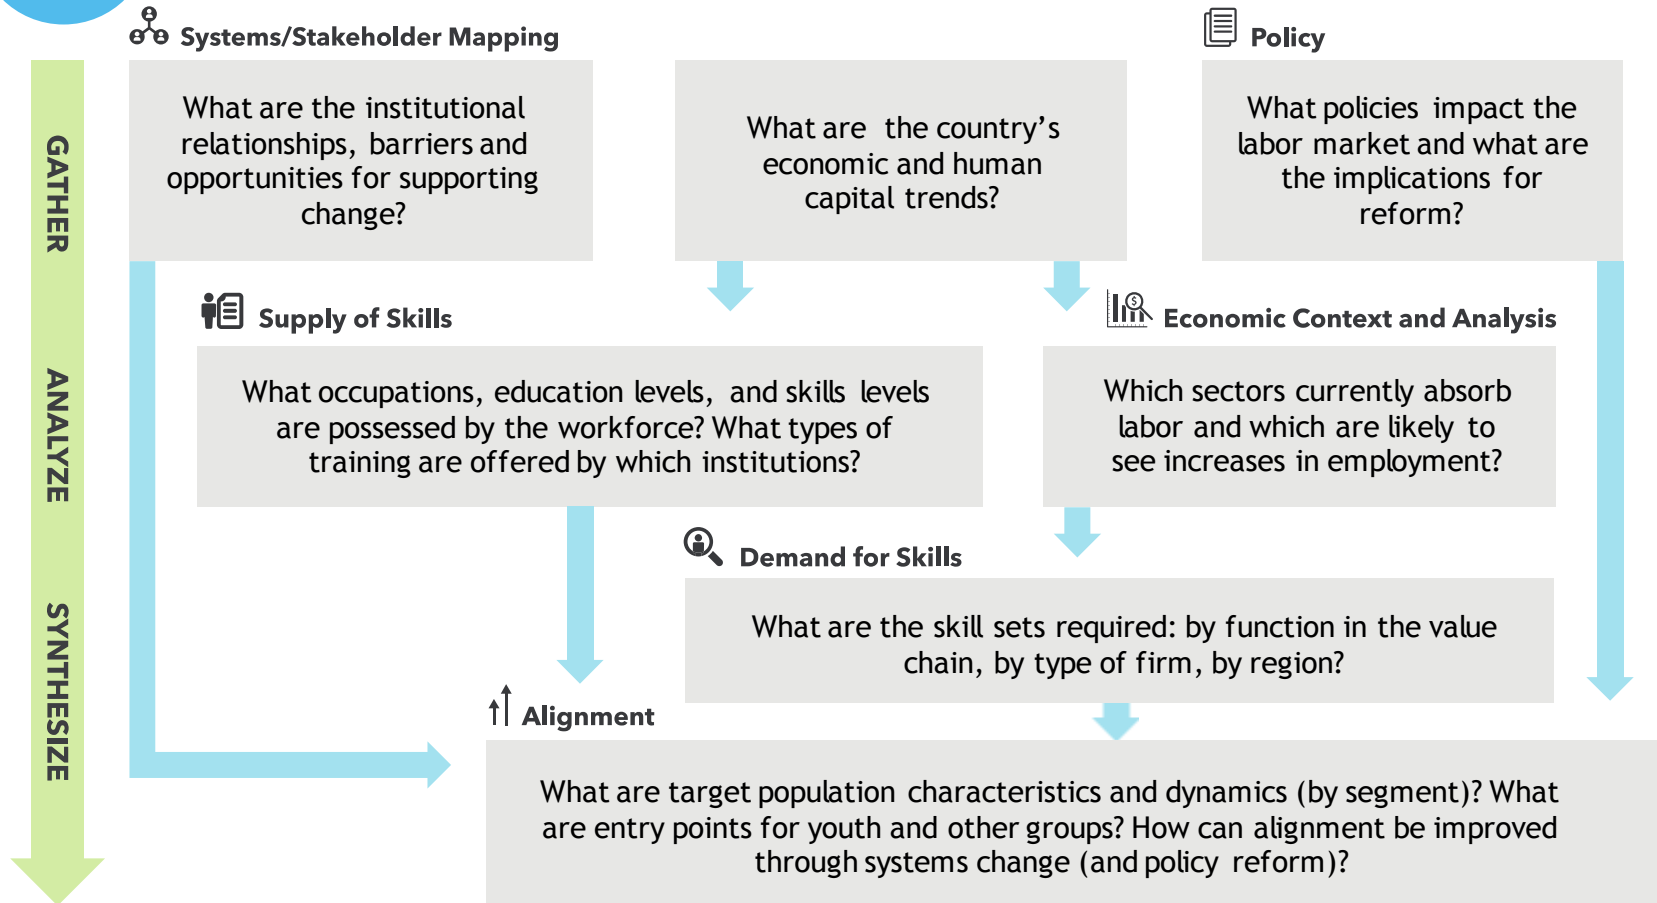 Systems/Stakeholder Mapping
What are the institutional
relationships, barriers and
opportunities for supporting
change?
What are the country's
economic and human
capital trends?
Policy
What policies impact the
labor market and what are
the implications for
reform?
GATHER
Supply of Skills
What occupations, education levels, and skills levels
are possessed by the workforce? What types of
training are offered by which institutions?
Economic Context and Analysis
Which sectors currently absorb
labor and which are likely to
see increases in employment?
ANALYZE
Demand for Skills
What are the skill sets required: by function in the value
chain, by type of firm, by region?
SYNTHESIZE
Alignment
What are target population characteristics and dynamics (by segment)? What
are entry points for youth and other groups? How can alignment be improved
through systems change (and policy reform)?